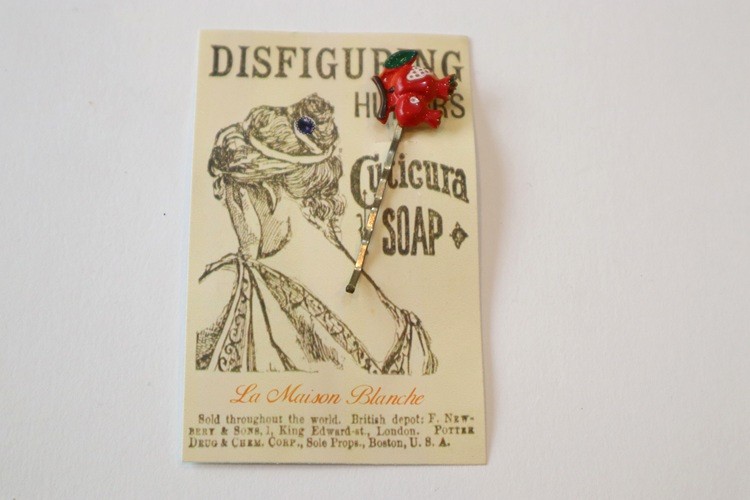 DISFIGURING
HUMORS
Cuticura
SOAP
La Maison Blanche
Sold throughout the world. British depot: F. NEW-
BERY & SONS, 1, King Edward-st., London. POTTER
DRUG & CHEM. CORP., Sole Props., Boston, U. S. A.